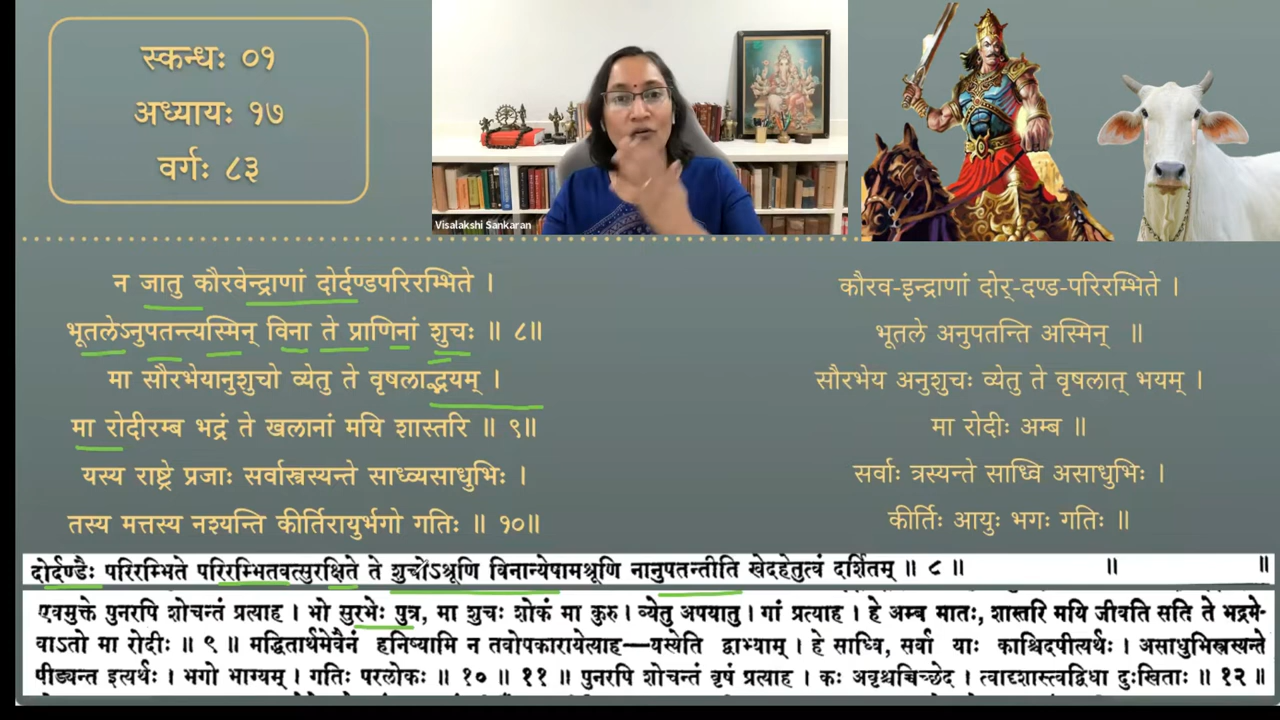 स्कन्धः ०१
अध्यायः १७
वर्गः ८३
Visalakshi Sankaran
न जातु कौरवेन्द्राणां दोर्दण्डपरिरम्भिते ।
भूतलेऽनुपतन्त्यस्मिन् विना ते प्राणिनां शुचः ॥ ८॥
मा सौरभेयानुशुचो व्येतु ते वृषलाद्भयम् ।
मा रोदीरम्ब भद्रं ते खलानां मयि शास्तरि ॥ ९॥
यस्य राष्ट्रे प्रजाः सर्वास्त्रस्यन्ते साध्व्यसाधुभिः ।
तस्य मत्तस्य नश्यन्ति कीर्तिरायुर्भगो गतिः ॥ १०॥
कौरव-इन्द्राणां दोर्-दण्ड-परिरम्भिते ।
भूतले अनुपतन्ति अस्मिन् ॥
सौरभेय अनुशुचः व्येतु ते वृषलात् भयम् ।
मा रोदीः अम्ब ॥
सर्वाः त्रस्यन्ते साध्वि असाधुभिः ।
कीर्तिः आयुः भगः गतिः ॥
दोर्दण्डैः परिरम्भिते परिरम्भितवत्सुरक्षिते ते शुचोऽश्रूणि विनान्येषामश्रूणि नानुपतन्तीति खेदहेतुत्वं दर्शितम् ॥ ८ ॥ ॥ ॥
एवमुक्ते पुनरपि शोचन्तं प्रत्याह । भो सुरभेः पुत्र, मा शुचः शोकं मा कुरु । व्येतु अपयातु । गां प्रत्याह । हे अम्ब मातः, शास्तरि मयि जीवति सति ते भद्रमे-
वाऽतो मा रोदीः ॥ ९ ॥ मद्धितार्थमेवैनं हनिष्यामि न तवोपकारायेत्याह—यस्येति द्वाभ्याम् । हे साध्वि, सर्वा याः काश्चिदपीत्यर्थः । असाधुभिस्त्रस्यन्ते
पीड्यन्त इत्यर्थः । भगो भाग्यम् । गतिः परलोकः ॥ १० ॥ ११ ॥ पुनरपि शोचन्तं वृषं प्रत्याह । कः अवृश्चच्चिच्छेद । त्वादृशास्त्वद्विधा दुःखिताः ॥ १२ ॥